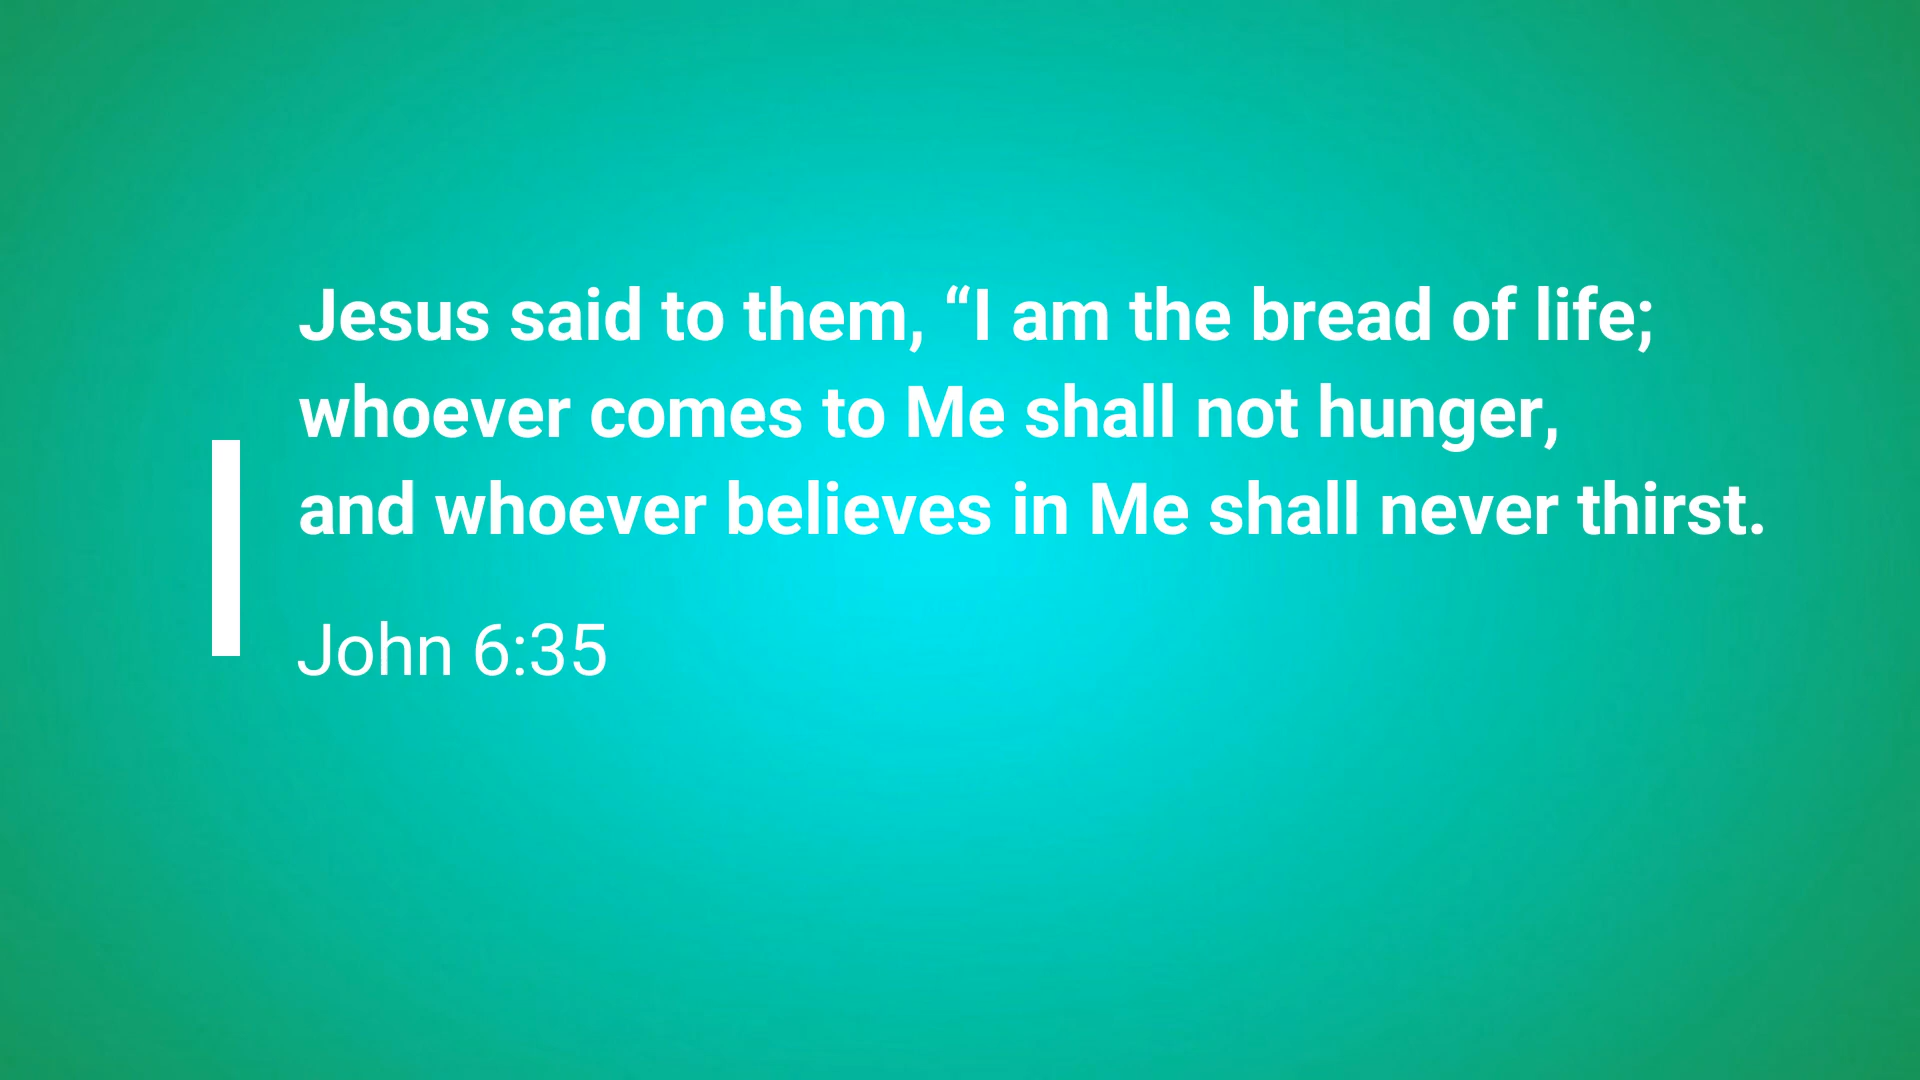 Jesus said to them, “I am the bread of life;
whoever comes to Me shall not hunger,
and whoever believes in Me shall never thirst.
John 6:35